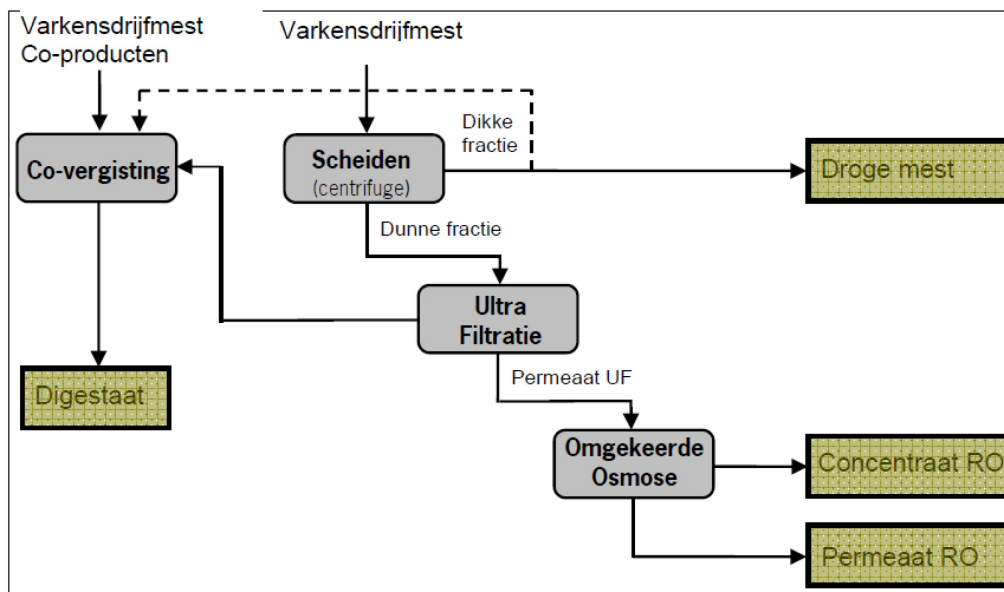 Varkensdrijfmest
Co-producten
Varkensdrijfmest
Dikke
fractie
Co-vergisting
Scheiden
(centrifuge)
Droge mest
Dunne fractie
Ultra
Filtratie
Digestaat
Permeaat UF
Omgekeerde
Osmose
Concentraat RO
Permeaat RO